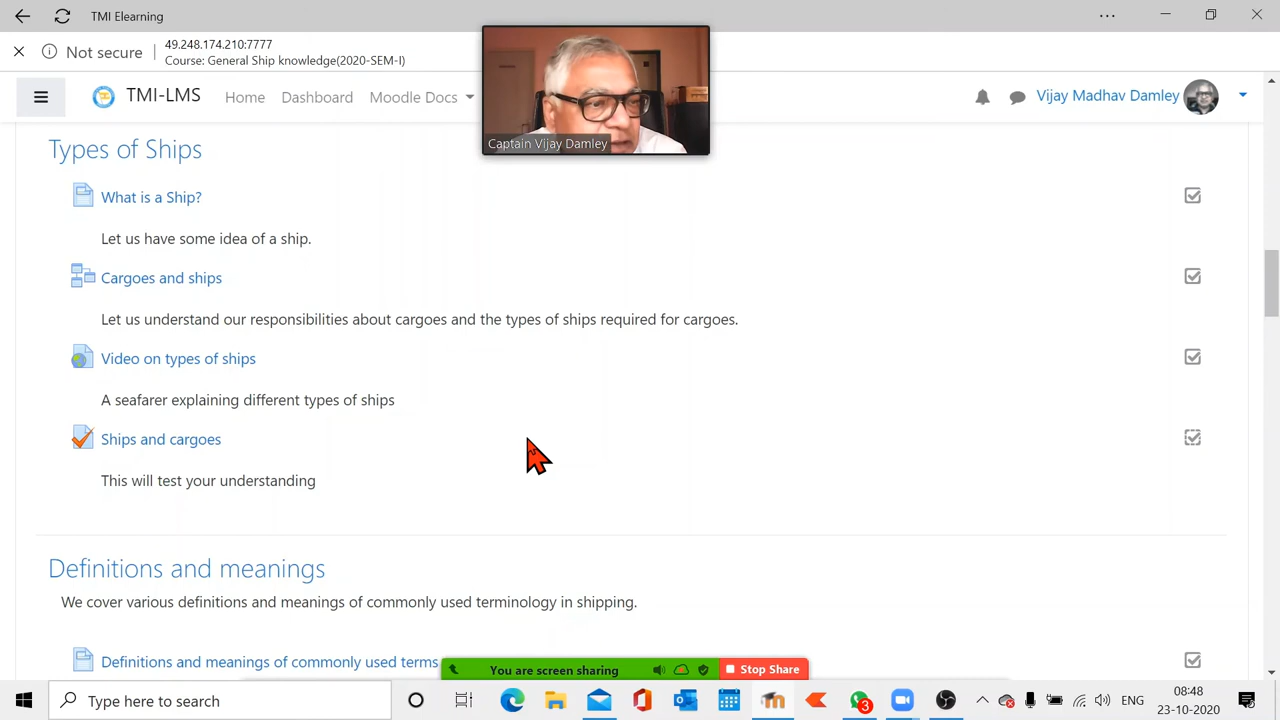 TMI Elearning
Not secure
49.248.174.210:7777
Course: General Ship knowledge(2020-SEM-I)
TMI-LMS
Home
Dashboard
Moodle Docs
Captain Vijay Damley
Vijay Madhav Damley
Types of Ships
What is a Ship?
Let us have some idea of a ship.
Cargoes and ships
Let us understand our responsibilities about cargoes and the types of ships required for cargoes.
Video on types of ships
A seafarer explaining different types of ships
Ships and cargoes
This will test your understanding
Definitions and meanings
We cover various definitions and meanings of commonly used terminology in shipping.
Definitions and meanings of commonly used terms
You are screen sharing
Stop Share
Type here to search
3
ENG
08:48
23-10-2020